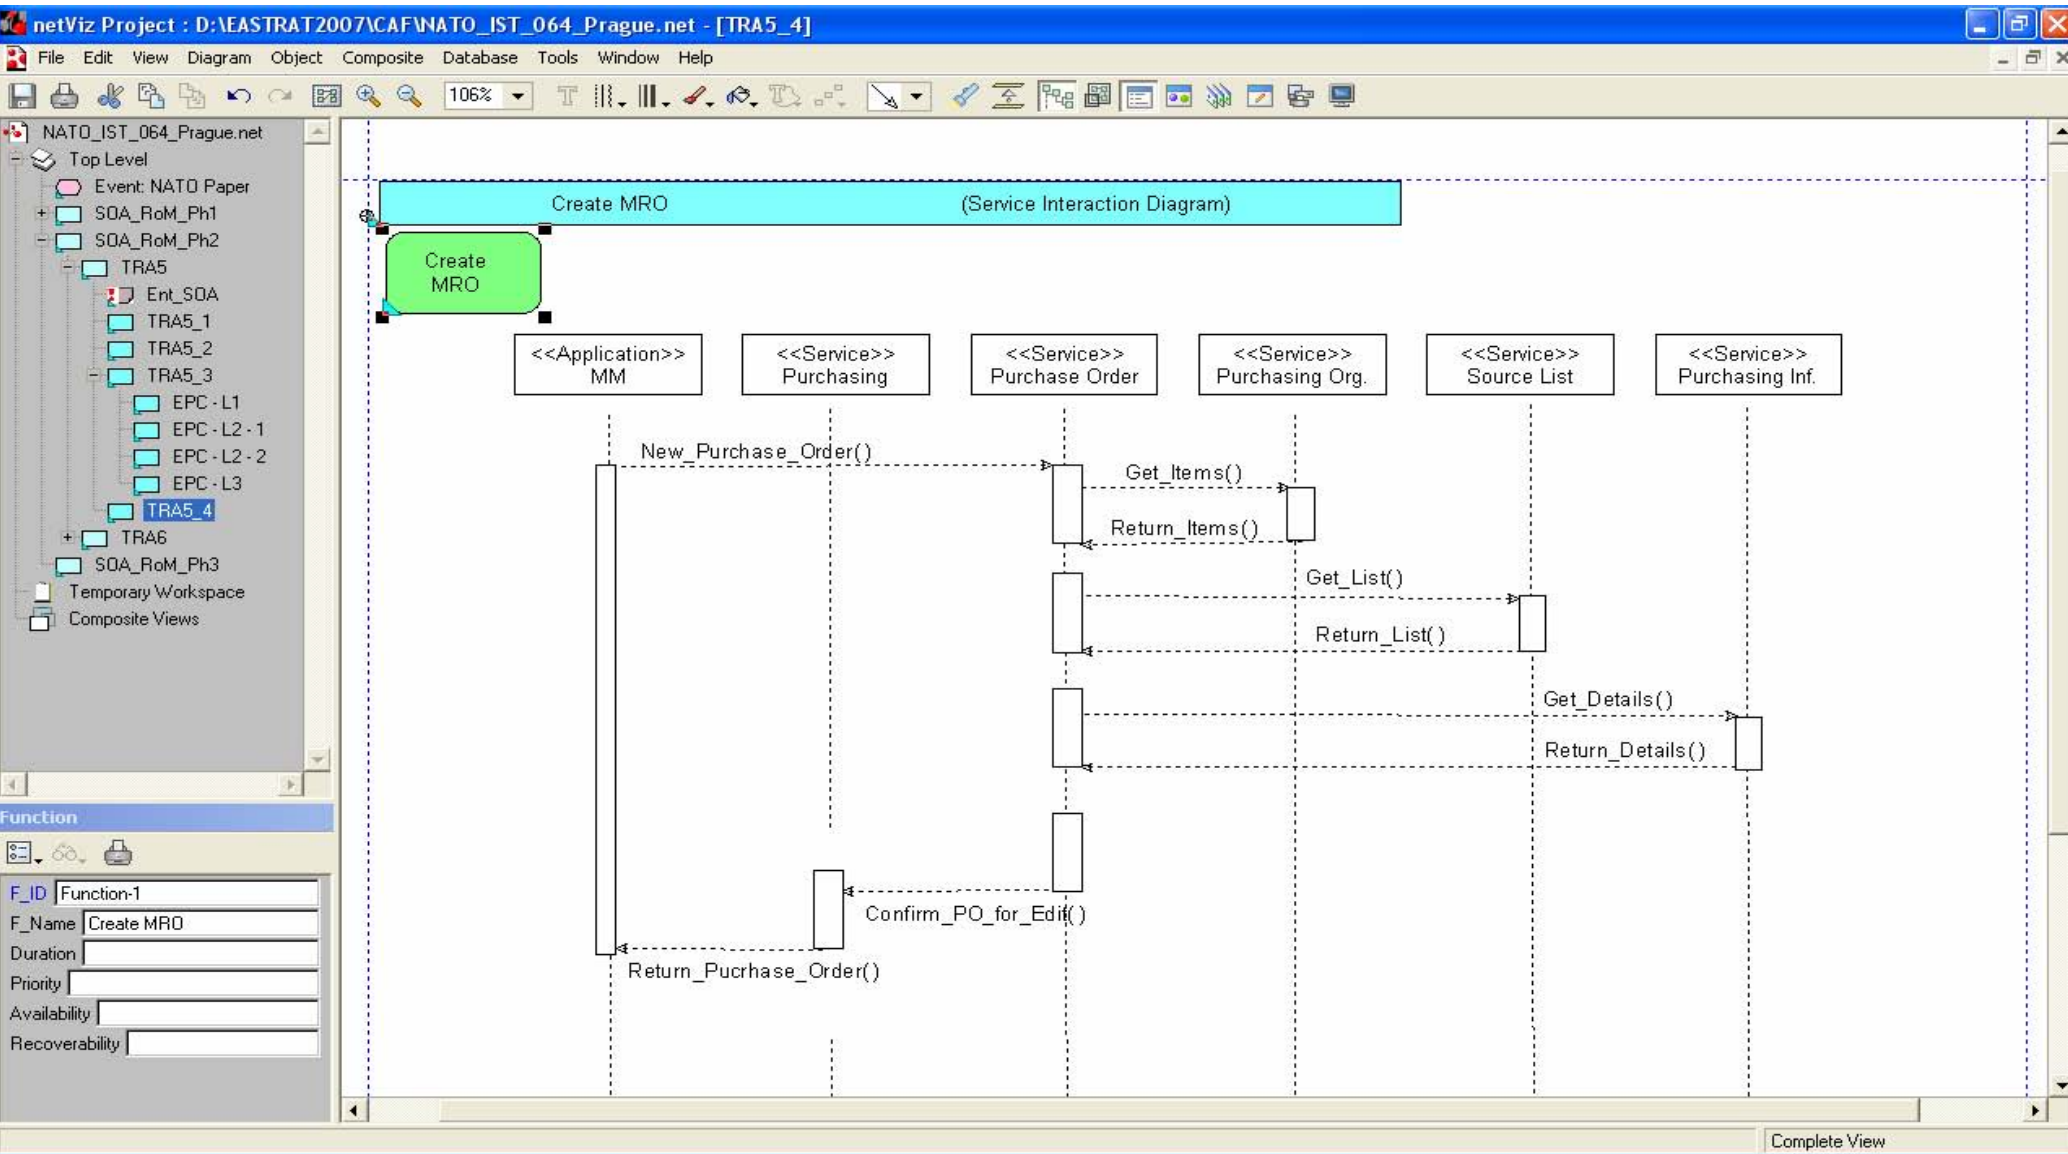 netViz Project : D:\EASTRAT2007\CAF\NATO_IST_064_Prague.net - [TRA5_4]
File Edit View Diagram Object Composite Database Tools Window Help
106%
NATO_IST_064_Prague.net
Top Level
Event: NATO Paper
SOA_RoM_Ph1
SOA_RoM_Ph2
TRA5
Ent_SOA
TRA5_1
TRA5_2
TRA5_3
EPC - L1
EPC - L2 - 1
EPC - L2 - 2
EPC - L3
TRA5_4
TRA6
SOA_RoM_Ph3
Temporary Workspace
Composite Views
Function
F_ID Function-1
F_Name Create MRO
Duration
Priority
Availability
Recoverability
Create MRO (Service Interaction Diagram)
Create
MRO
<<Application>>
MM
<<Service>>
Purchasing
<<Service>>
Purchase Order
<<Service>>
Purchasing Org.
<<Service>>
Source List
<<Service>>
Purchasing Inf.
New_Purchase_Order()
Get_Items()
Return_Items()
Get_List()
Return_List()
Get_Details()
Return_Details()
Confirm_PO_for_Edit()
Return_Pucrhase_Order()
Complete View